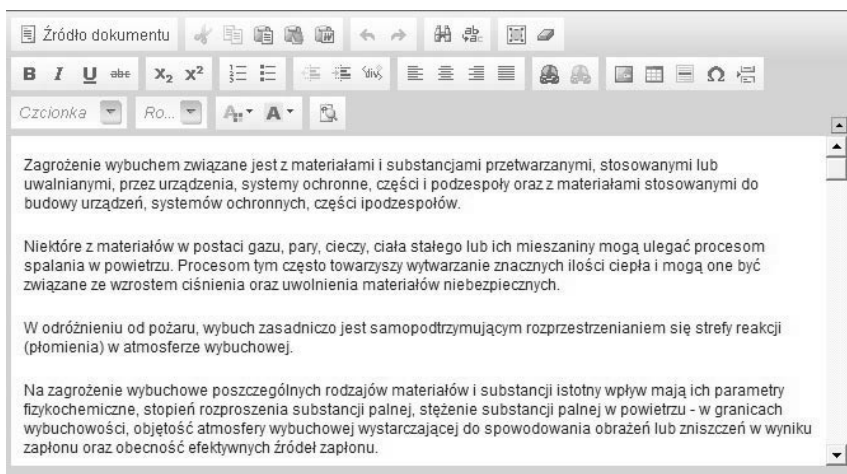 Źródło dokumentu
B I U abc X₂ X²
Czcionka Ro... A A
Zagrożenie wybuchem związane jest z materiałami i substancjami przetwarzanymi, stosowanymi lub
uwalnianymi, przez urządzenia, systemy ochronne, części i podzespoły oraz z materiałami stosowanymi do
budowy urządzeń, systemów ochronnych, części ipodzespołów.
Niektóre z materiałów w postaci gazu, pary, cieczy, ciała stałego lub ich mieszaniny mogą ulegać procesom
spalania w powietrzu. Procesom tym często towarzyszy wytwarzanie znacznych ilości ciepła i mogą one być
związane ze wzrostem ciśnienia oraz uwolnienia materiałów niebezpiecznych.
W odróżnieniu od pożaru, wybuch zasadniczo jest samopodtrzymującym rozprzestrzenianiem się strefy reakcji
(płomienia) w atmosferze wybuchowej.
Na zagrożenie wybuchowe poszczególnych rodzajów materiałów i substancji istotny wpływ mają ich parametry
fizykochemiczne, stopień rozproszenia substancji palnej, stężenie substancji palnej w powietrzu - w granicach
wybuchowości, objętość atmosfery wybuchowej wystarczającej do spowodowania obrażeń lub zniszczeń w wyniku
zapłonu oraz obecność efektywnych źródeł zapłonu.